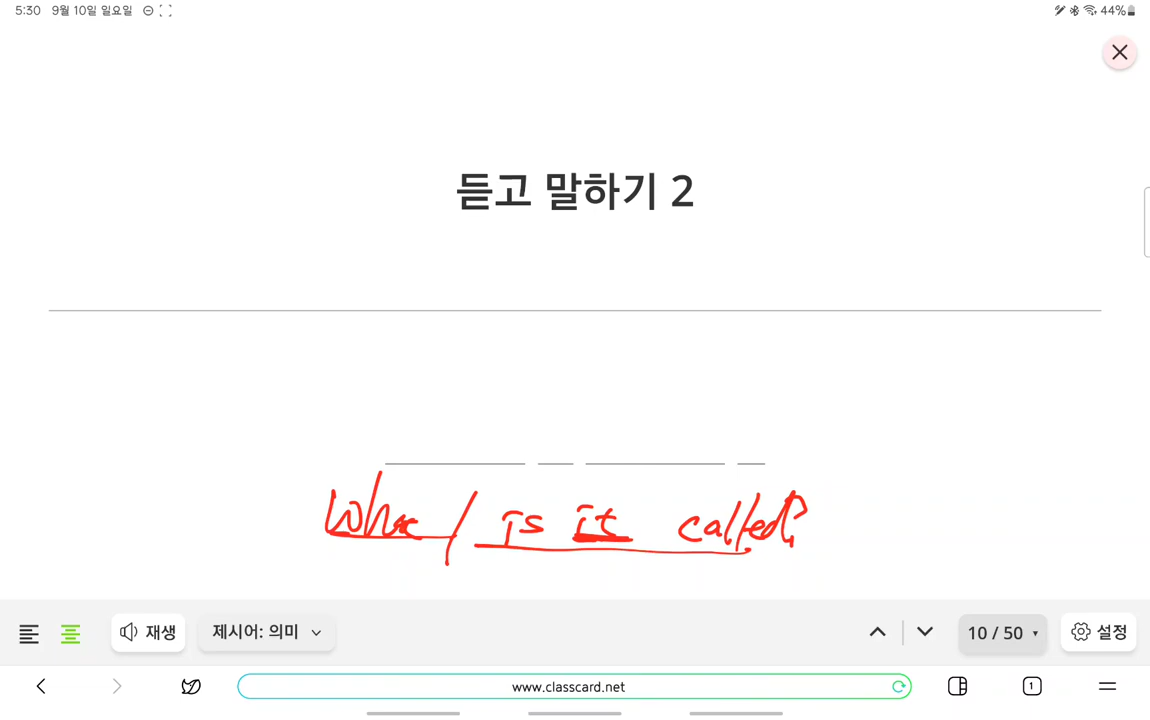 5:30 9월 10일 일요일 44%
듣고 말하기 2
What / is it called?
재생 제시어: 의미 10 / 50 설정
www.classcard.net
1